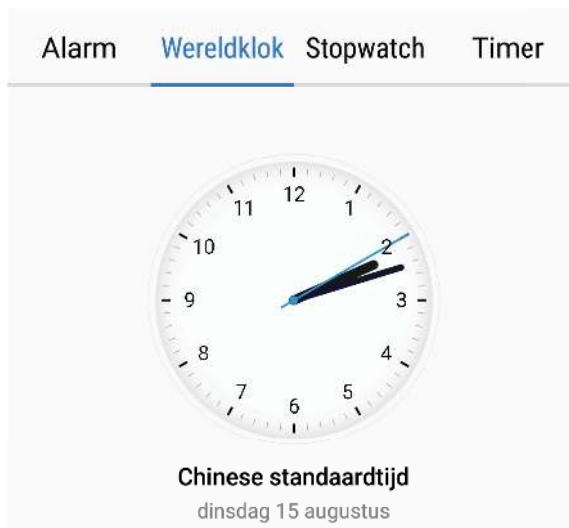 Alarm Wereldklok Stopwatch Timer
12
11 1
10 2
9 3
8 4
7 5
6
Chinese standaardtijd
dinsdag 15 augustus